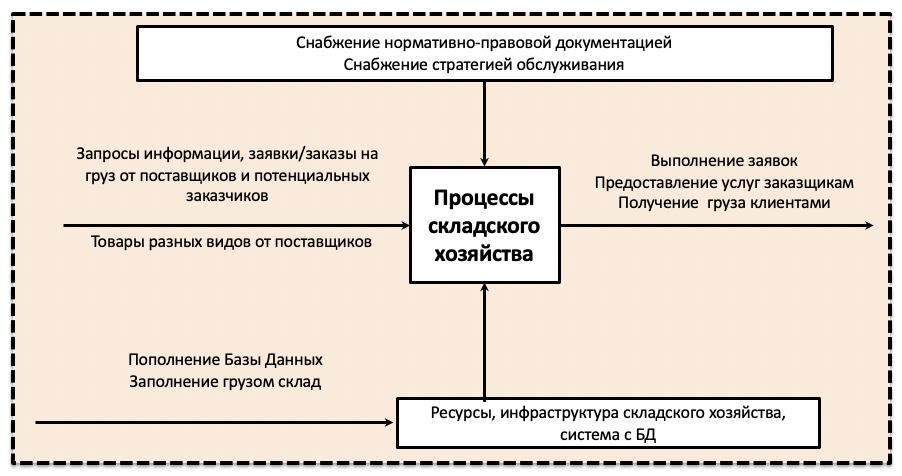 Снабжение нормативно-правовой документацией
Снабжение стратегией обслуживания
Запросы информации, заявки/заказы на
груз от поставщиков и потенциальных
заказчиков
Товары разных видов от поставщиков
Процессы
складского
хозяйства
Выполнение заявок
Предоставление услуг заказщикам
Получение груза клиентами
Пополнение Базы Данных
Заполнение грузом склад
Ресурсы, инфраструктура складского хозяйства,
система с БД